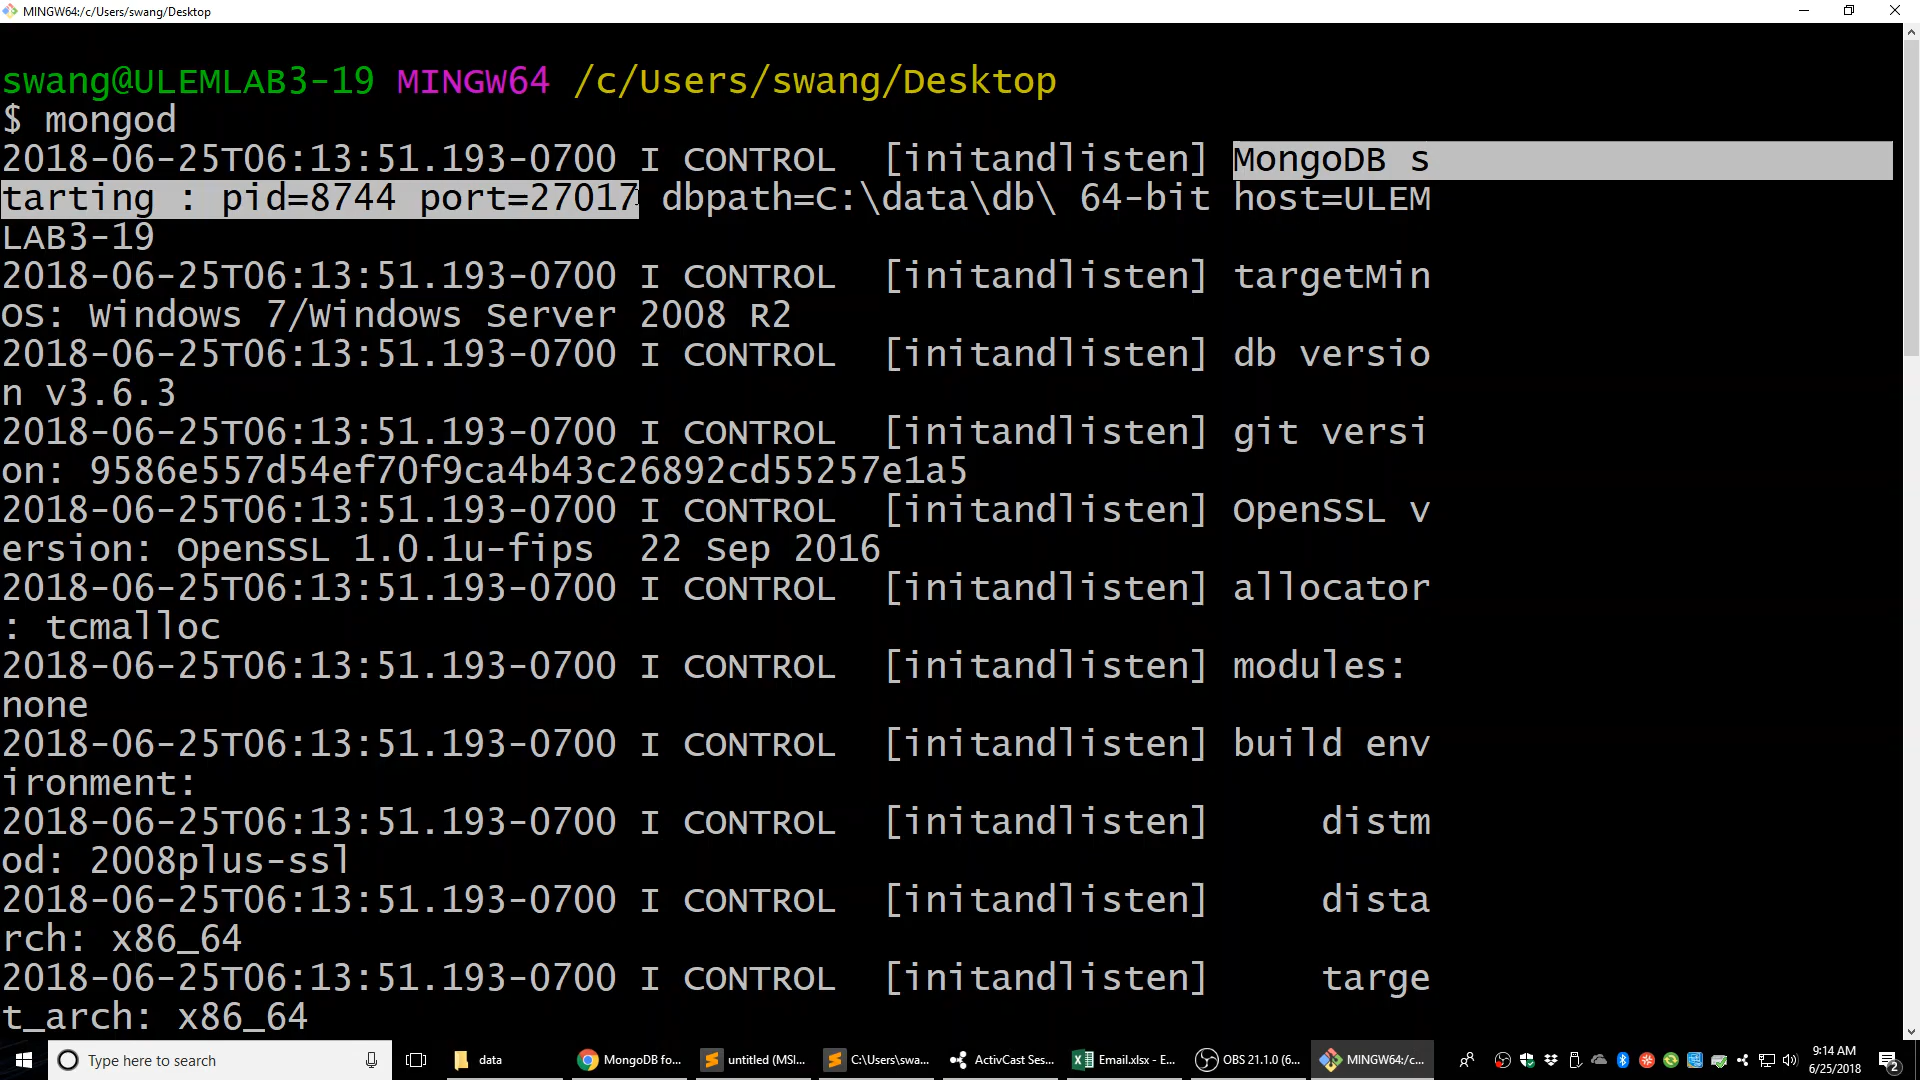 MINGW64:/c/Users/swang/Desktop
swang@ULEMLAB3-19 MINGW64 /c/Users/swang/Desktop
$ mongod
2018-06-25T06:13:51.193-0700 I CONTROL  [initandlisten] MongoDB s
tarting : pid=8744 port=27017 dbpath=C:\data\db\ 64-bit host=ULEM
LAB3-19
2018-06-25T06:13:51.193-0700 I CONTROL  [initandlisten] targetMin
OS: Windows 7/Windows Server 2008 R2
2018-06-25T06:13:51.193-0700 I CONTROL  [initandlisten] db versio
n v3.6.3
2018-06-25T06:13:51.193-0700 I CONTROL  [initandlisten] git versi
on: 9586e557d54ef70f9ca4b43c26892cd55257e1a5
2018-06-25T06:13:51.193-0700 I CONTROL  [initandlisten] OpenSSL v
ersion: OpenSSL 1.0.1u-fips  22 Sep 2016
2018-06-25T06:13:51.193-0700 I CONTROL  [initandlisten] allocator
: tcmalloc
2018-06-25T06:13:51.193-0700 I CONTROL  [initandlisten] modules:
none
2018-06-25T06:13:51.193-0700 I CONTROL  [initandlisten] build env
ironment:
2018-06-25T06:13:51.193-0700 I CONTROL  [initandlisten]     distm
od: 2008plus-ssl
2018-06-25T06:13:51.193-0700 I CONTROL  [initandlisten]     dista
rch: x86_64
2018-06-25T06:13:51.193-0700 I CONTROL  [initandlisten]     targe
t_arch: x86_64
Type here to search data MongoDB fo... untitled (MSI... C:\Users\swa... ActivCast Ses... Email.xlsx - E... OBS 21.1.0 (6... MINGW64:/c... 9:14 AM
6/25/2018 2